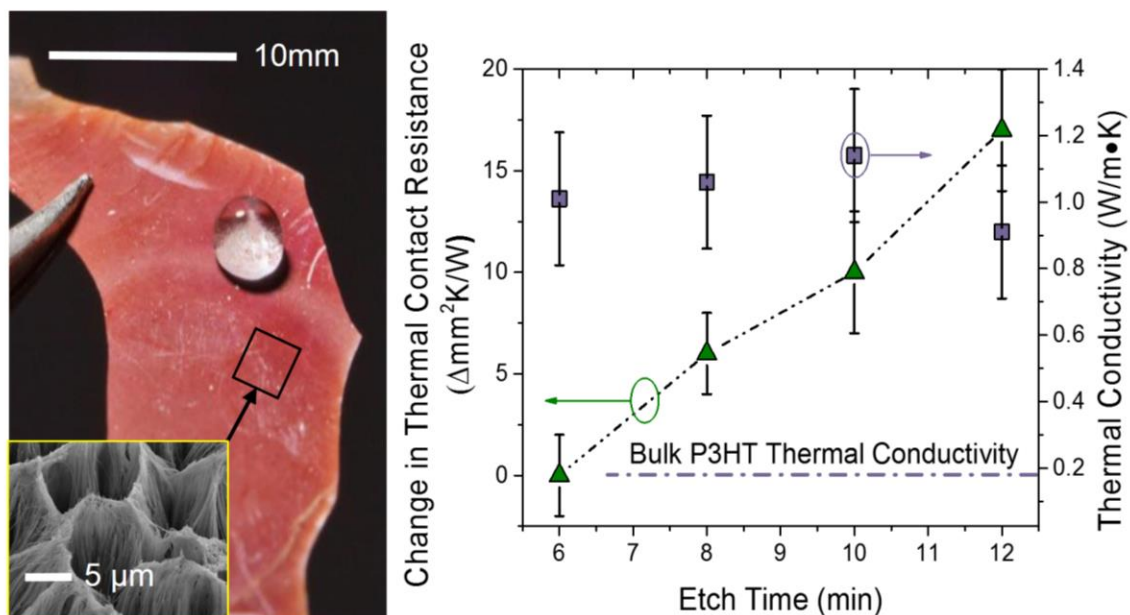 10mm
5 µm
Change in Thermal Contact Resistance
(Δmm²K/W)
20
15
10
5
0
Bulk P3HT Thermal Conductivity
6 7 8 9 10 11 12
Etch Time (min)
1.4
1.2
1.0
0.8
0.6
0.4
0.2
Thermal Conductivity (W/m•K)